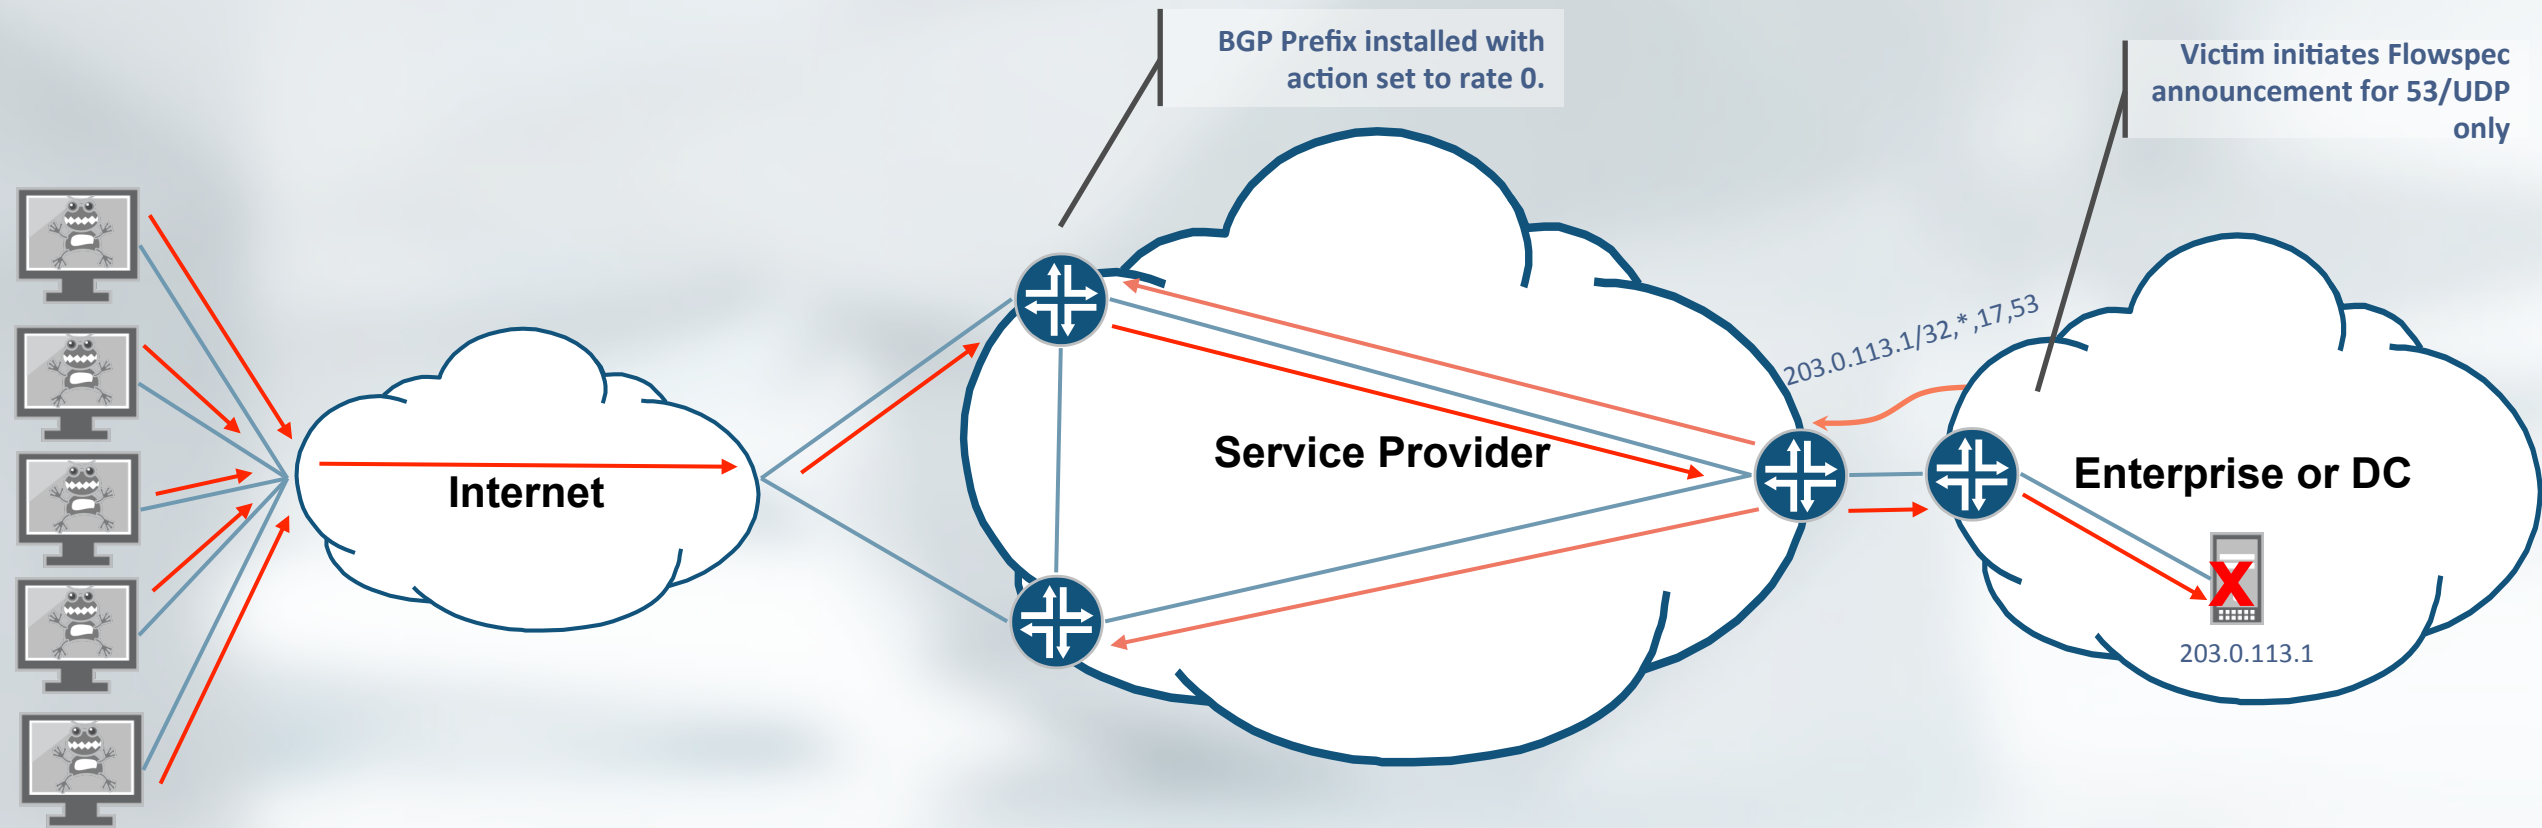 BGP Prefix installed with
action set to rate 0.
Victim initiates Flowspec
announcement for 53/UDP
only
203.0.113.1/32,*,17,53
Service Provider
Internet
Enterprise or DC
X
203.0.113.1